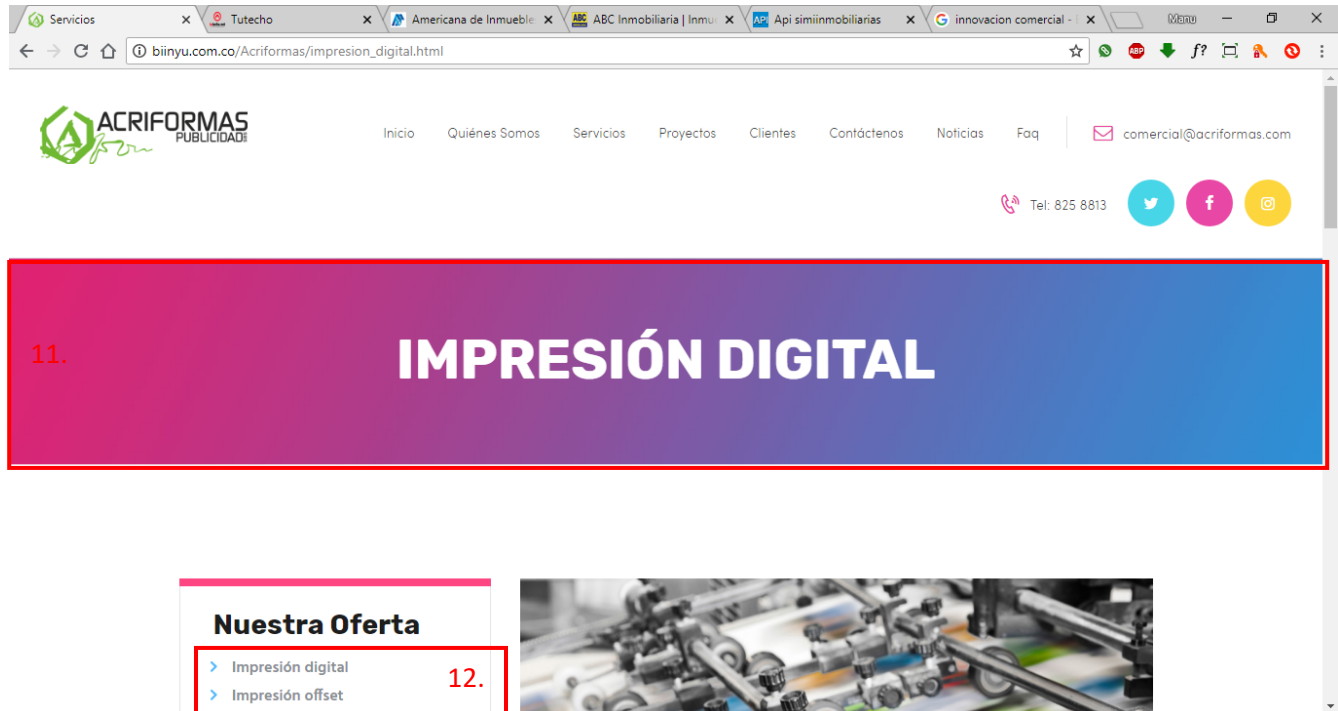 Servicios
Tutecho
Americana de Inmueble
ABC Inmobiliaria | Inmu
Api simiinmobiliarias
innovacion comercial -
Manu
biinyu.com.co/Acriformas/impresion_digital.html
ABP
f?
ACRIFORMAS
PUBLICIDAD
Inicio Quiénes Somos Servicios Proyectos Clientes Contáctenos Noticias Faq comercial@acriformas.com
Tel: 825 8813
11.
IMPRESIÓN DIGITAL
Nuestra Oferta
Impresión digital
12.
Impresión offset